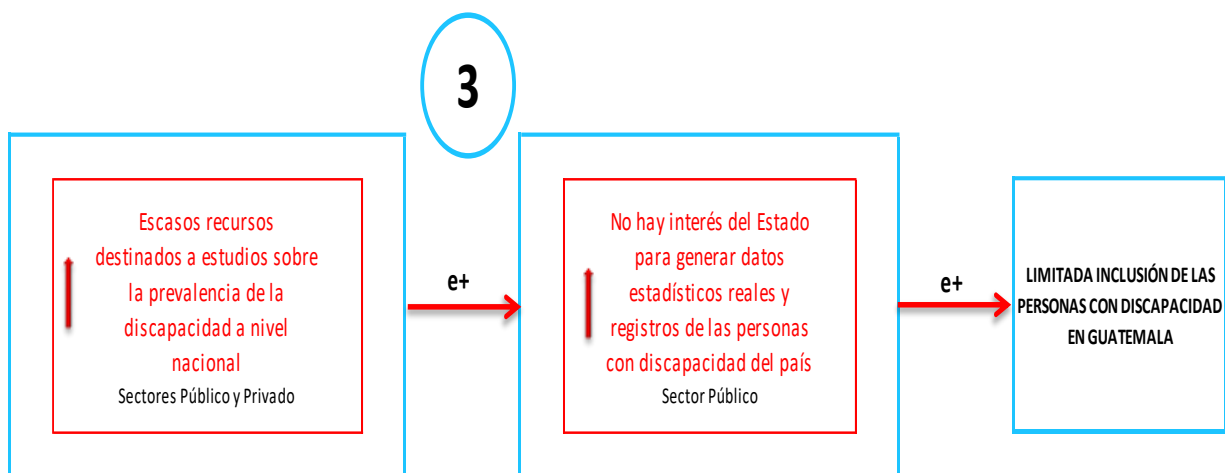 3
Escasos recursos
destinados a estudios sobre
la prevalencia de la
discapacidad a nivel
nacional
Sectores Público y Privado
e+
No hay interés del Estado
para generar datos
estadísticos reales y
registros de las personas
con discapacidad del país
Sector Público
e+
LIMITADA INCLUSIÓN DE LAS
PERSONAS CON DISCAPACIDAD
EN GUATEMALA